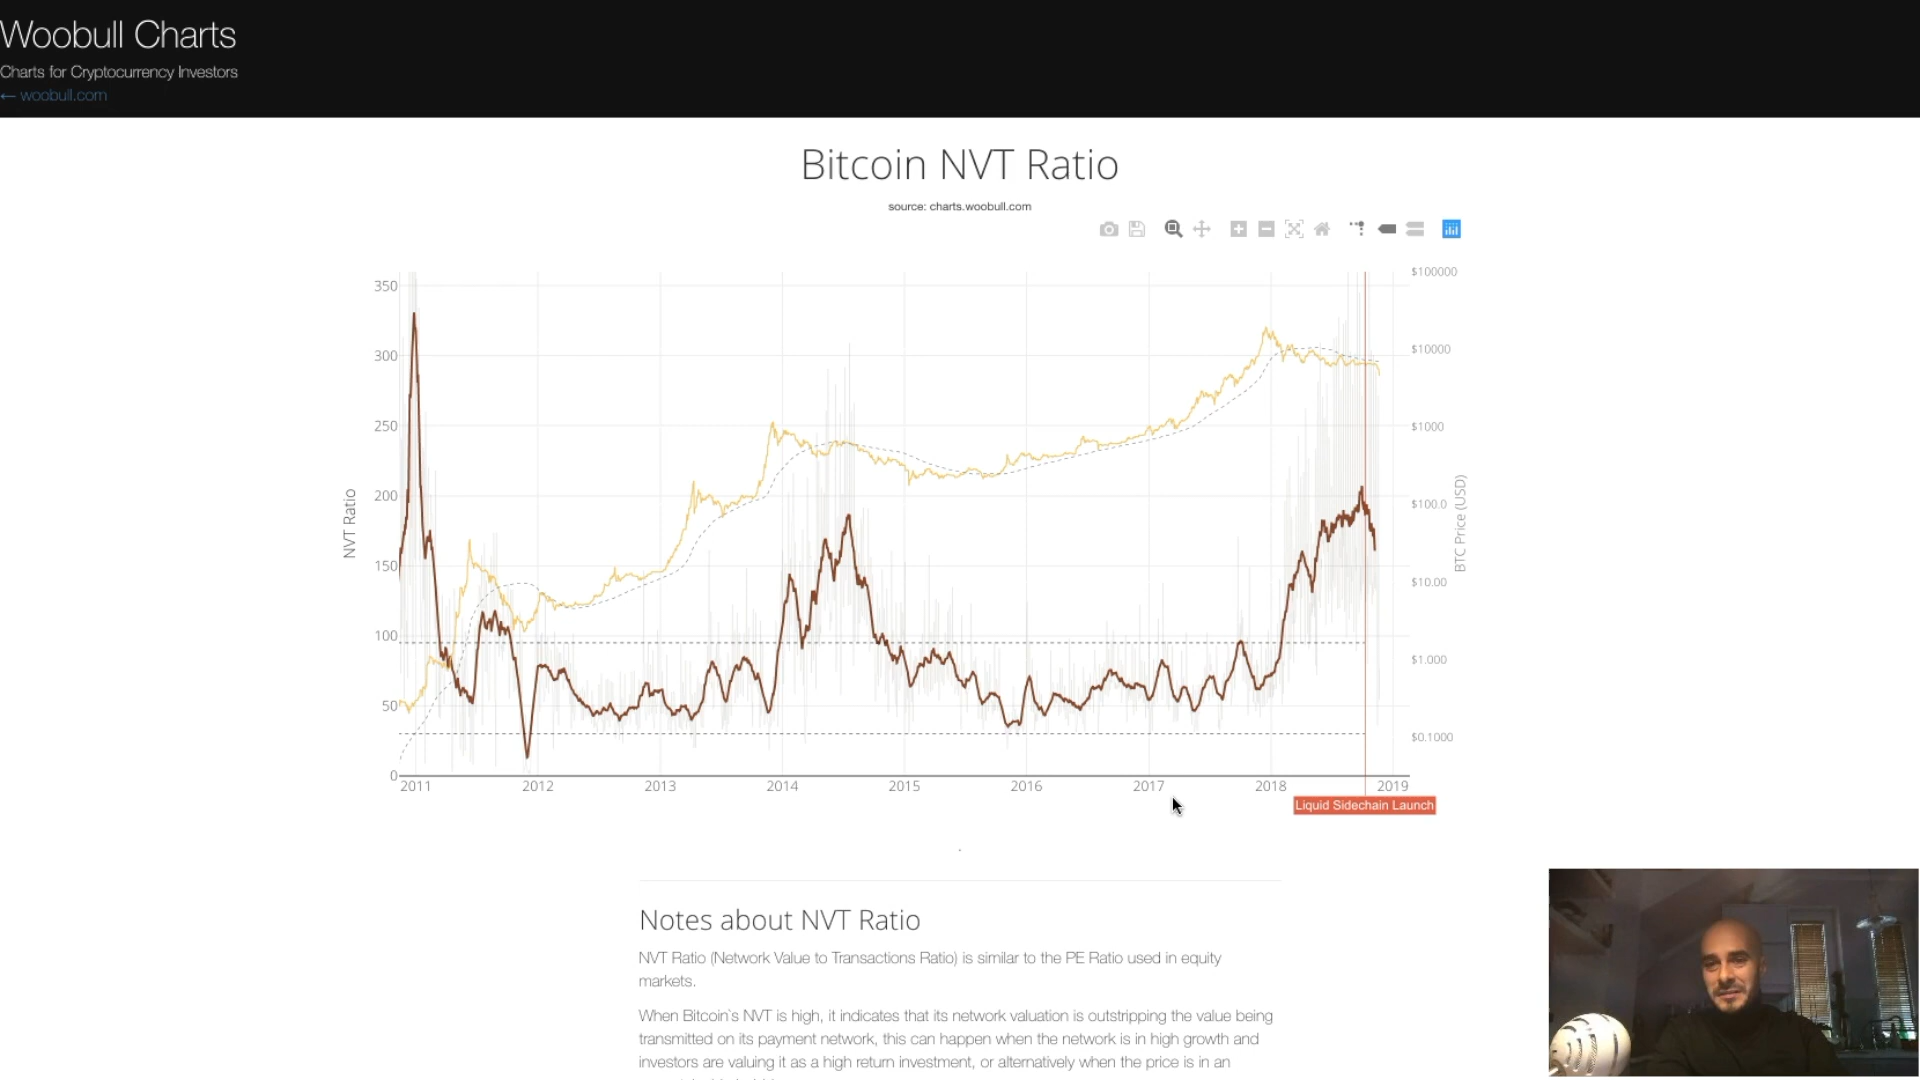 Woobull Charts
Charts for Cryptocurrency Investors
← woobull.com
Bitcoin NVT Ratio
source: charts.woobull.com
350
300
250
200
150
100
50
0
NVT Ratio
$100000
$10000
$1000
$100.0
$10.00
$1.000
$0.1000
BTC Price (USD)
2011 2012 2013 2014 2015 2016 2017 2018 2019
Liquid Sidechain Launch
Notes about NVT Ratio
NVT Ratio (Network Value to Transactions Ratio) is similar to the PE Ratio used in equity
markets.
When Bitcoin`s NVT is high, it indicates that its network valuation is outstripping the value being
transmitted on its payment network, this can happen when the network is in high growth and
investors are valuing it as a high return investment, or alternatively when the price is in an